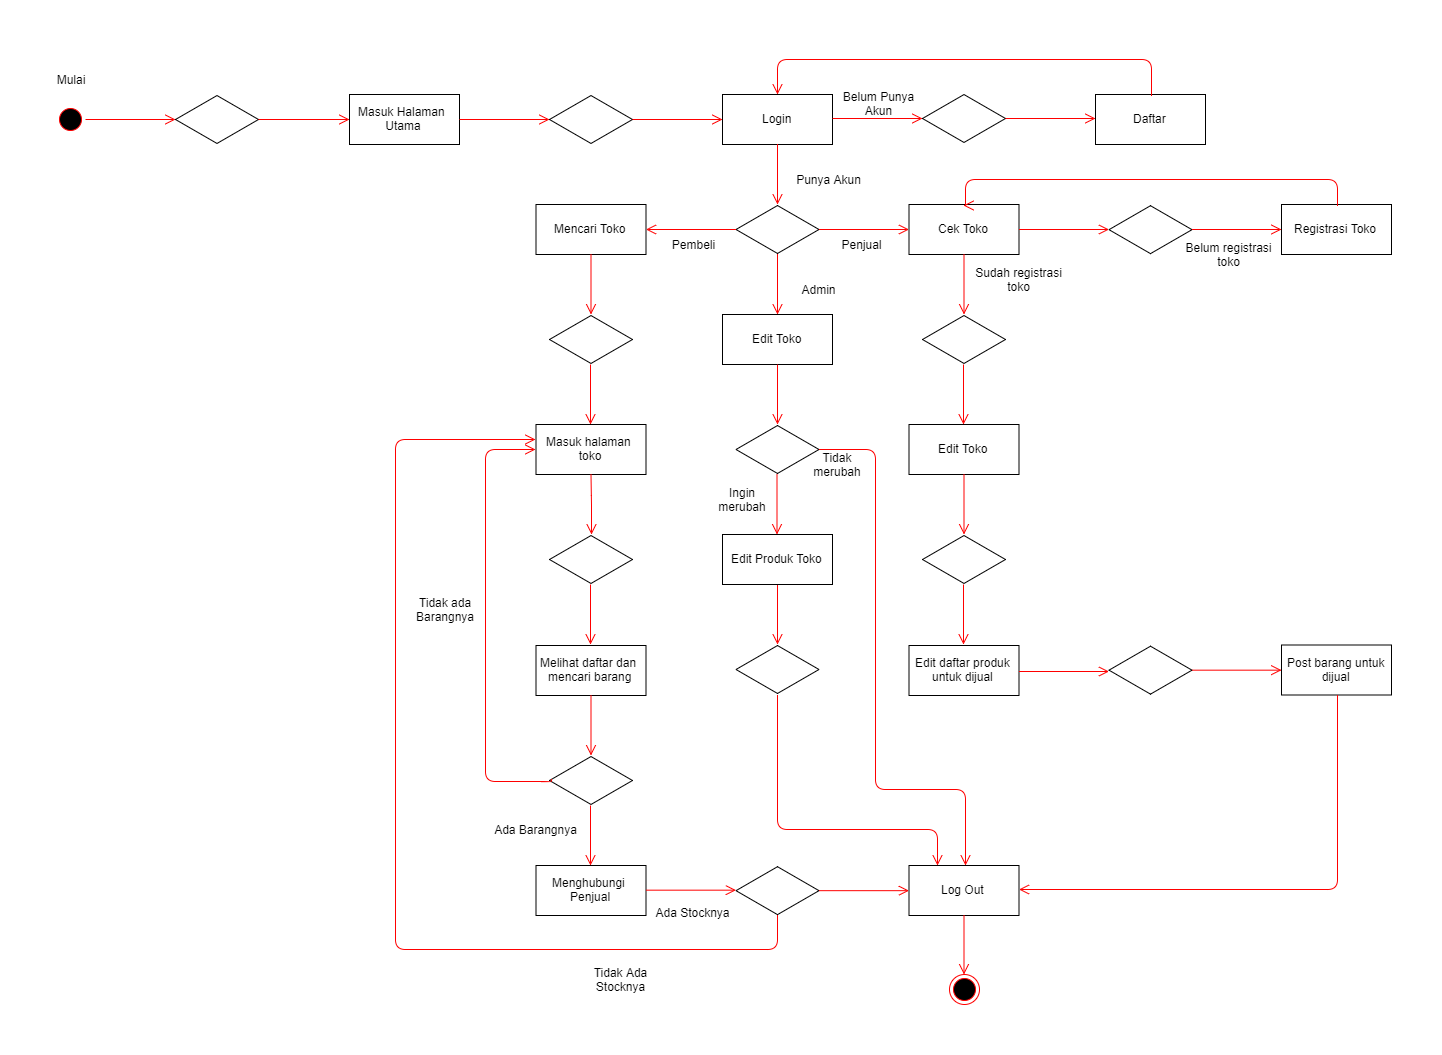 Mulai
Masuk Halaman
Utama
Login
Belum Punya
Akun
Daftar
Punya Akun
Mencari Toko
Pembeli
Penjual
Cek Toko
Belum registrasi
toko
Registrasi Toko
Sudah registrasi
toko
Admin
Edit Toko
Masuk halaman
toko
Tidak
merubah
Edit Toko
Ingin
merubah
Edit Produk Toko
Tidak ada
Barangnya
Melihat daftar dan
mencari barang
Edit daftar produk
untuk dijual
Post barang untuk
dijual
Ada Barangnya
Menghubungi
Penjual
Ada Stocknya
Log Out
Tidak Ada
Stocknya